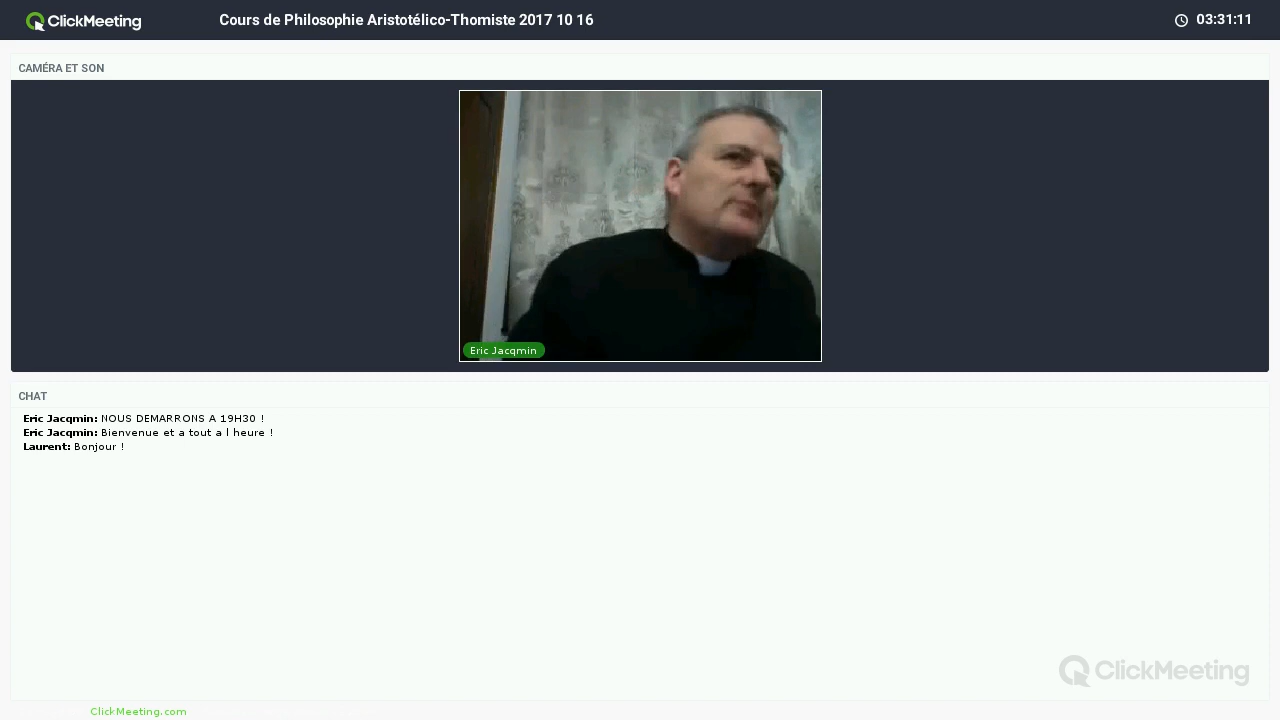 ClickMeeting
Cours de Philosophie Aristotélico-Thomiste 2017 10 16
03:31:11
CAMÉRA ET SON
Eric Jacqmin
CHAT
Eric Jacqmin: NOUS DEMARRONS A 19H30 !
Eric Jacqmin: Bienvenue et a tout a l heure !
Laurent: Bonjour !
ClickMeeting
ClickMeeting.com